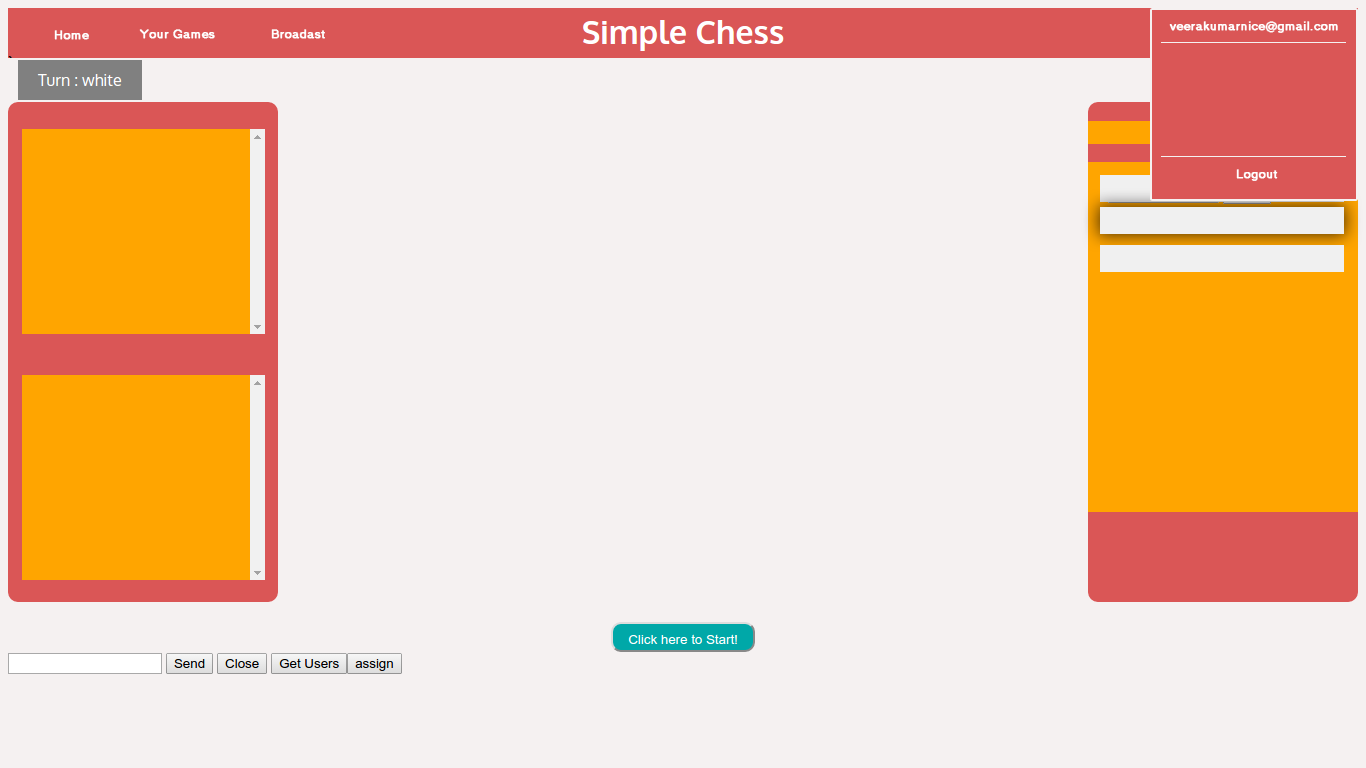 Home
Your Games
Broadast
Simple Chess
veerakumarnice@gmail.com
Logout
Turn : white
Click here to Start!
Send
Close
Get Users
assign